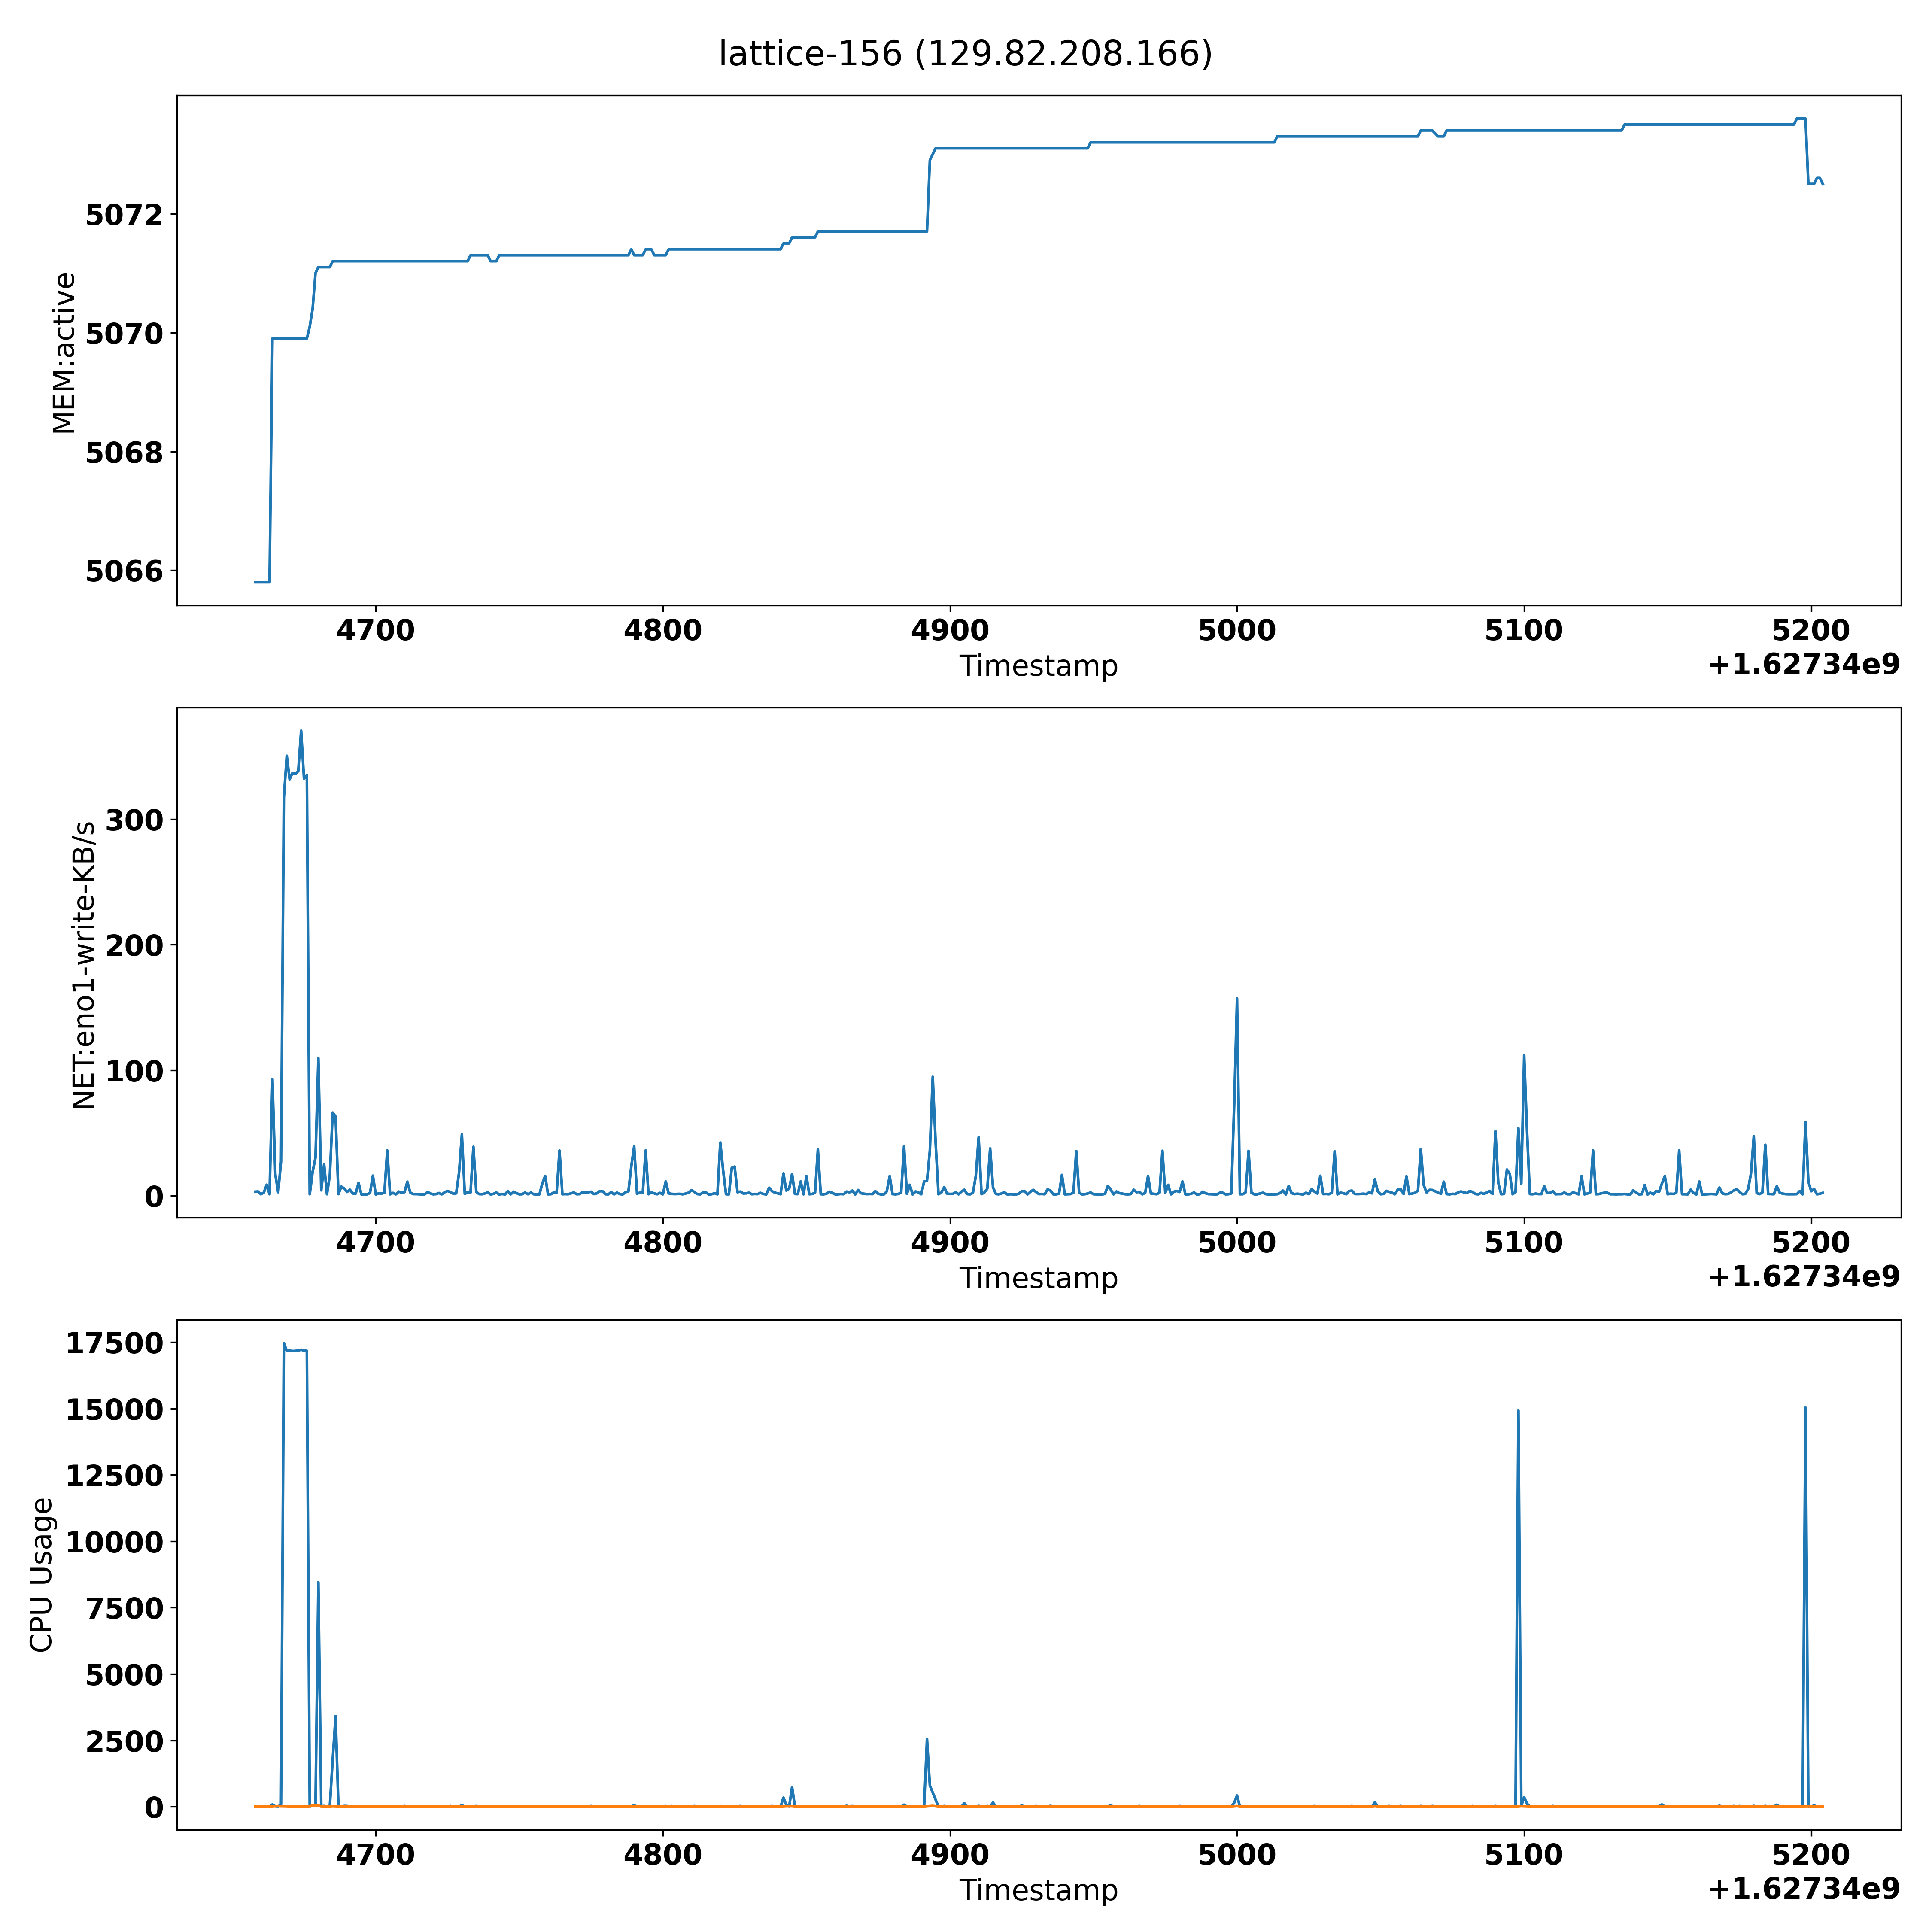 lattice-156 (129.82.208.166)
MEM:active
5072
5070
5068
5066
4700 4800 4900 5000 5100 5200
Timestamp
+1.62734e9
NET:eno1-write-KB/s
300
200
100
0
4700 4800 4900 5000 5100 5200
Timestamp
+1.62734e9
CPU Usage
17500
15000
12500
10000
7500
5000
2500
0
4700 4800 4900 5000 5100 5200
Timestamp
+1.62734e9